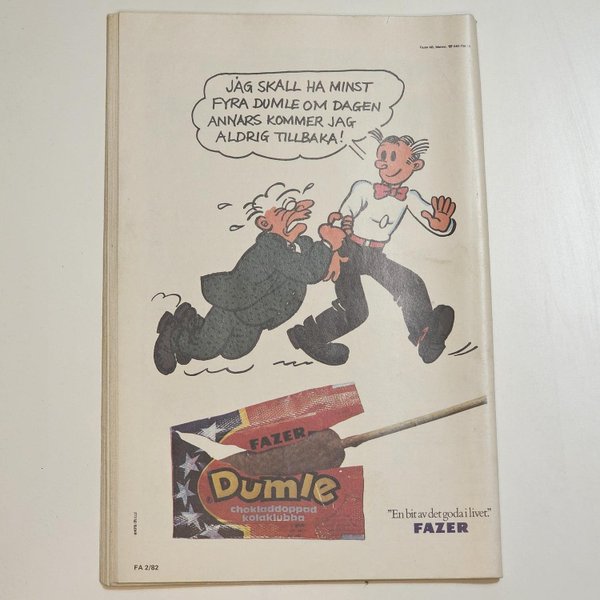 JAG SKALL HA MINST
FYRA DUMLE OM DAGEN
ANNARS KOMMER JAG
ALDRIG TILLBAKA!
FAZER
Dumle
chokladdoppad
kolaklubba
"En bit av det goda i livet."
FAZER
FA 2/82